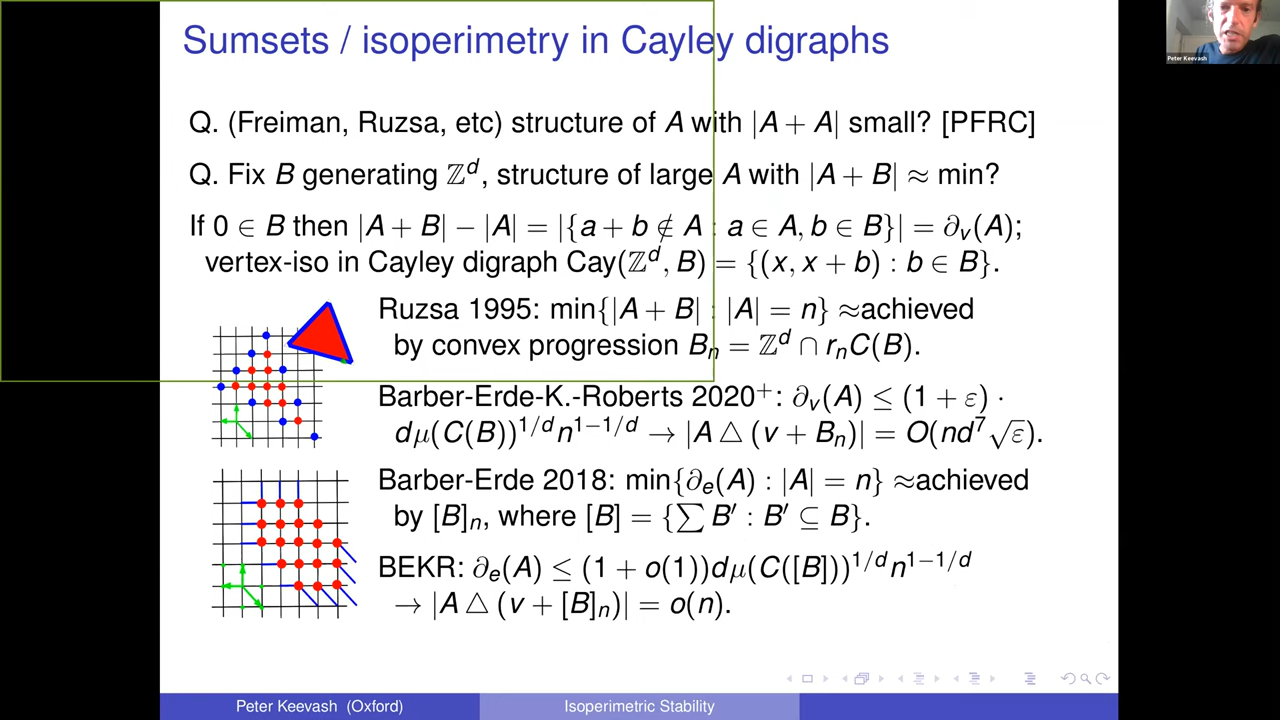 Sumsets / isoperimetry in Cayley digraphs
Peter Keevash
Q. (Freiman, Ruzsa, etc) structure of A with |A + A| small? [PFRC]
Q. Fix B generating ℤ^d, structure of large A with |A + B| ≈ min?
If 0 ∈ B then |A + B| − |A| = |{a + b ∉ A : a ∈ A, b ∈ B}| = ∂_v(A);
vertex-iso in Cayley digraph Cay(ℤ^d, B) = {(x, x + b) : b ∈ B}.
Ruzsa 1995: min{|A + B| : |A| = n} ≈achieved
by convex progression B_n = ℤ^d ∩ r_nC(B).
Barber-Erde-K.-Roberts 2020⁺: ∂_v(A) ≤ (1 + ε) ·
dμ(C(B))^{1/d}n^{1−1/d} → |A △ (v + B_n)| = O(nd⁷√ε).
Barber-Erde 2018: min{∂_e(A) : |A| = n} ≈achieved
by [B]_n, where [B] = {∑ B′ : B′ ⊆ B}.
BEKR: ∂_e(A) ≤ (1 + o(1))dμ(C([B]))^{1/d}n^{1−1/d}
→ |A △ (v + [B]_n)| = o(n).
Peter Keevash (Oxford)
Isoperimetric Stability